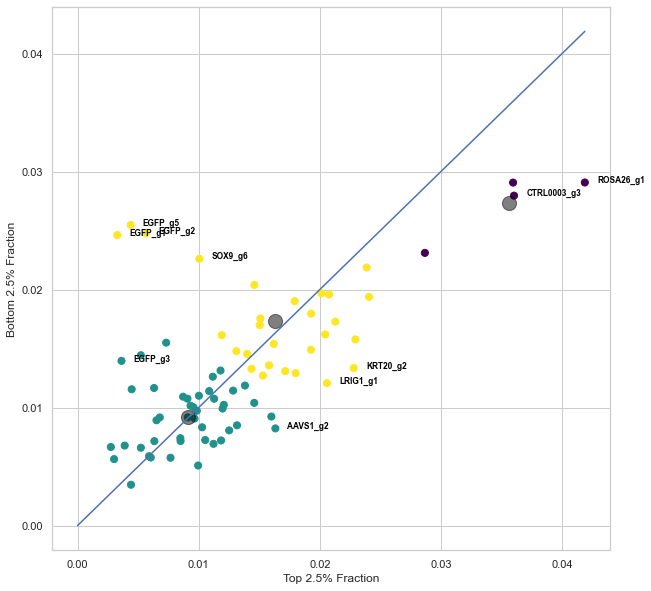 0.04
0.03
0.02
0.01
0.00
Bottom 2.5% Fraction
ROSA26_g1
CTRL0003_g3
EGFP_g5
EGFP_g2
SOX9_g6
EGFP_g3
KRT20_g2
LRIG1_g1
AAVS1_g2
0.00 0.01 0.02 0.03 0.04
Top 2.5% Fraction